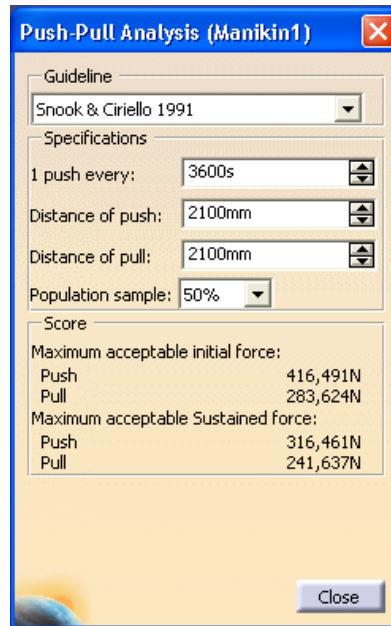 Push-Pull Analysis (Manikin1)
Guideline
Snook & Ciriello 1991
Specifications
1 push every: 3600s
Distance of push: 2100mm
Distance of pull: 2100mm
Population sample: 50%
Score
Maximum acceptable initial force:
Push 416,491N
Pull 283,624N
Maximum acceptable Sustained force:
Push 316,461N
Pull 241,637N
Close